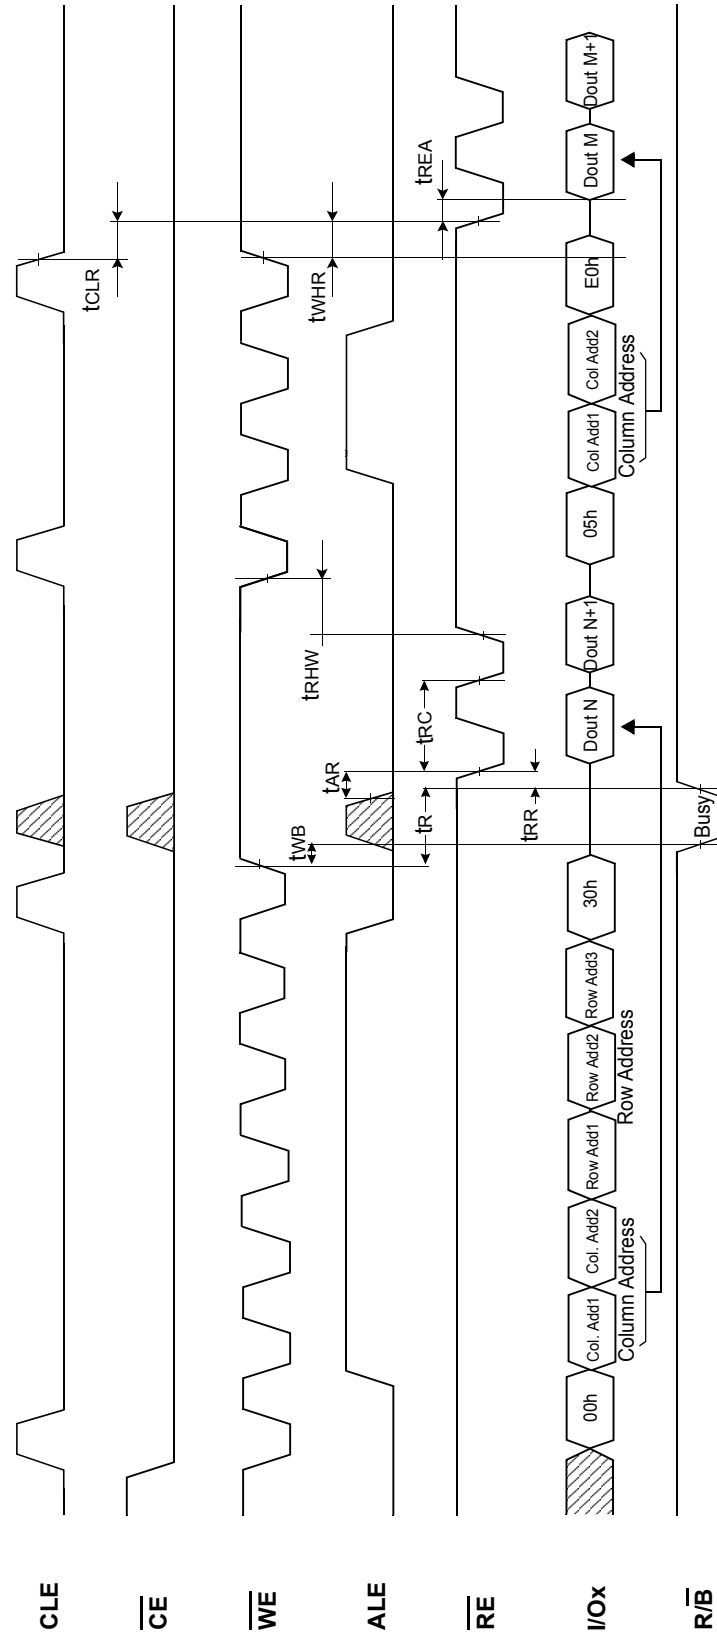 CLE
CE
WE
ALE
RE
I/Ox
R/B
tCLR
tWHR
tREA
tRHW
tWB
tAR
tRC
tR
tRR
00h
Col. Add1
Col. Add2
Row Add1
Row Add2
Row Add3
30h
Dout N
Dout N+1
05h
Col Add1
Col Add2
E0h
Dout M
Dout M+1
Column Address
Row Address
Column Address
Busy